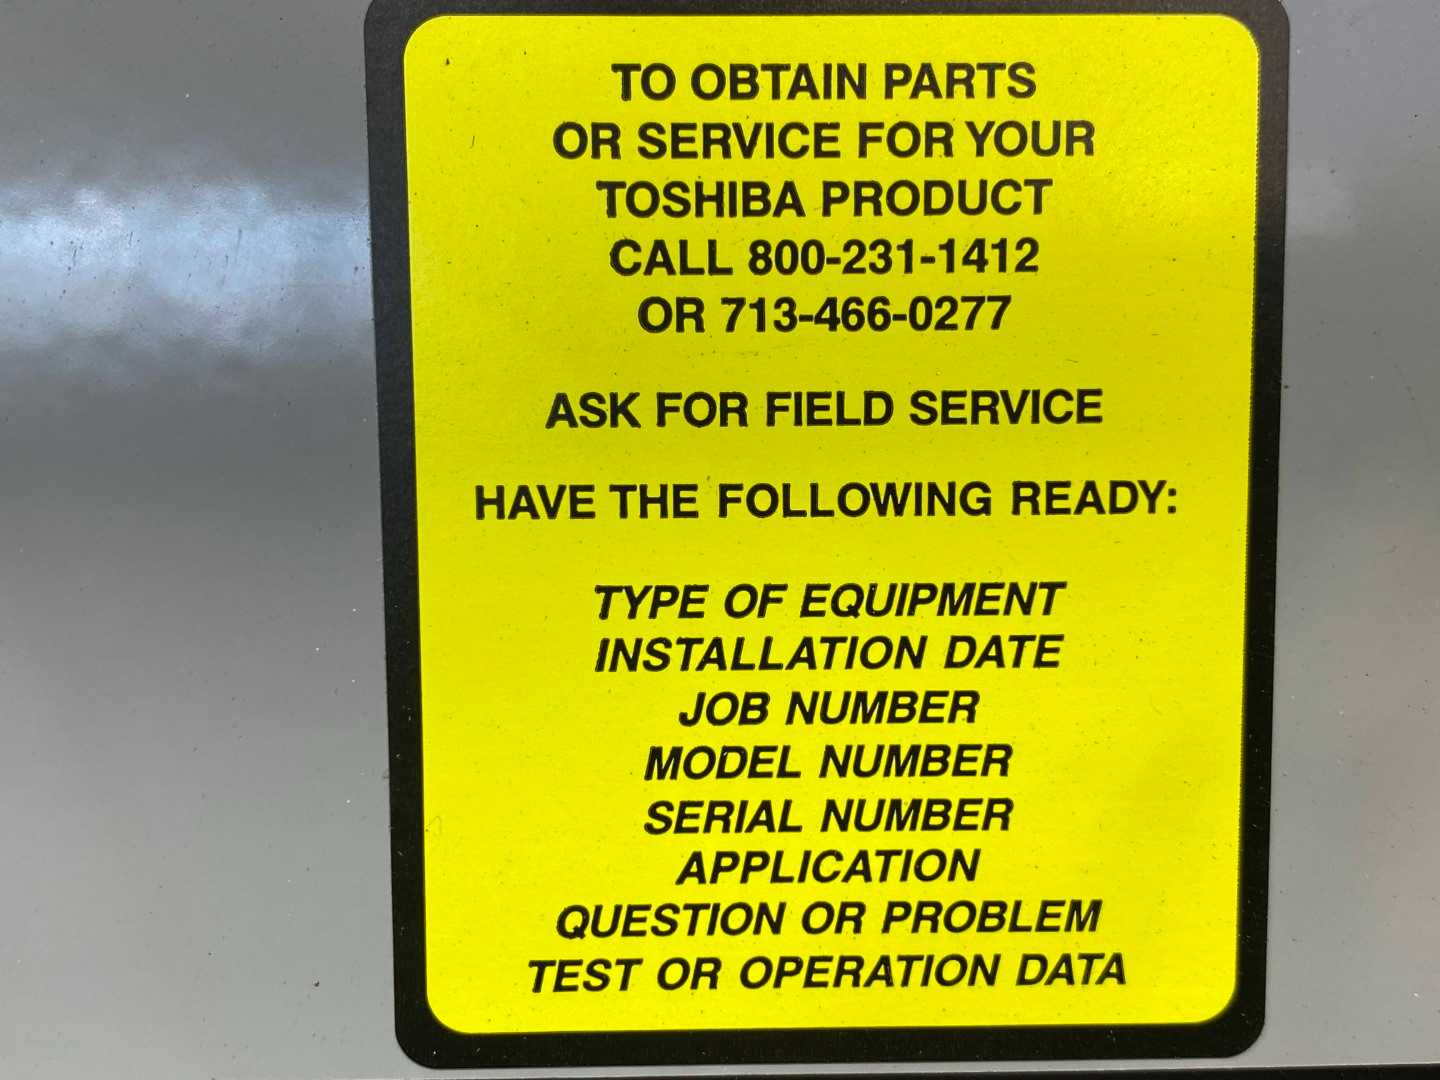 TO OBTAIN PARTS
OR SERVICE FOR YOUR
TOSHIBA PRODUCT
CALL 800-231-1412
OR 713-466-0277
ASK FOR FIELD SERVICE
HAVE THE FOLLOWING READY:
TYPE OF EQUIPMENT
INSTALLATION DATE
JOB NUMBER
MODEL NUMBER
SERIAL NUMBER
APPLICATION
QUESTION OR PROBLEM
TEST OR OPERATION DATA